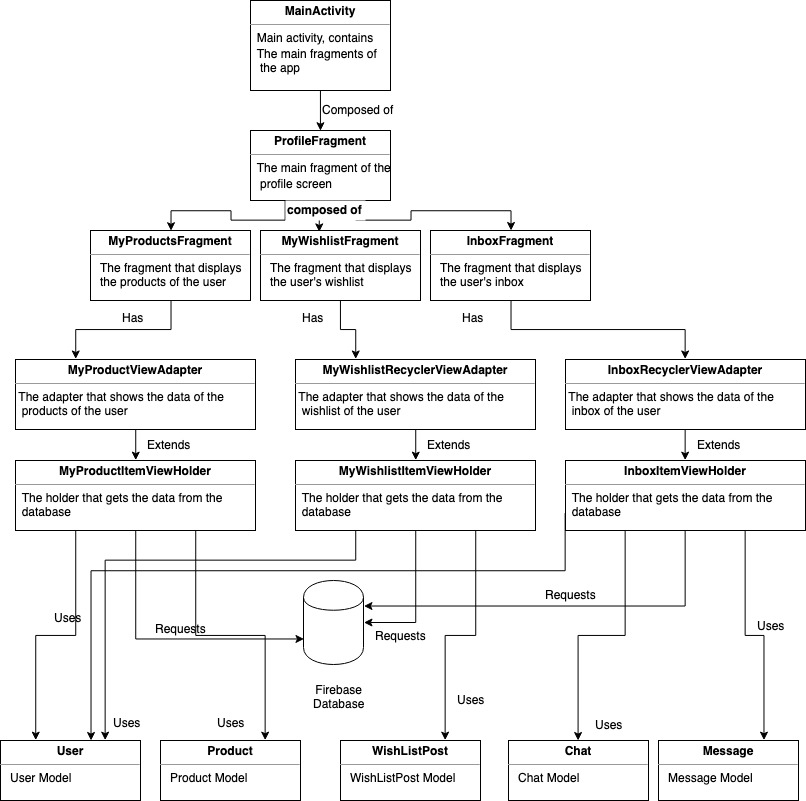 MainActivity
Main activity, contains
The main fragments of
the app
Composed of
ProfileFragment
The main fragment of the
profile screen
composed of
MyProductsFragment
The fragment that displays
the products of the user
MyWishlistFragment
The fragment that displays
the user's wishlist
InboxFragment
The fragment that displays
the user's inbox
Has
Has
Has
MyProductViewAdapter
The adapter that shows the data of the
products of the user
MyWishlistRecyclerViewAdapter
The adapter that shows the data of the
wishlist of the user
InboxRecyclerViewAdapter
The adapter that shows the data of the
inbox of the user
Extends
Extends
Extends
MyProductItemViewHolder
The holder that gets the data from the
database
MyWishlistItemViewHolder
The holder that gets the data from the
database
InboxItemViewHolder
The holder that gets the data from the
database
Requests
Uses
Requests
Requests
Uses
Firebase
Database
Uses
Uses
Uses
Uses
User
User Model
Product
Product Model
WishListPost
WishListPost Model
Chat
Chat Model
Message
Message Model